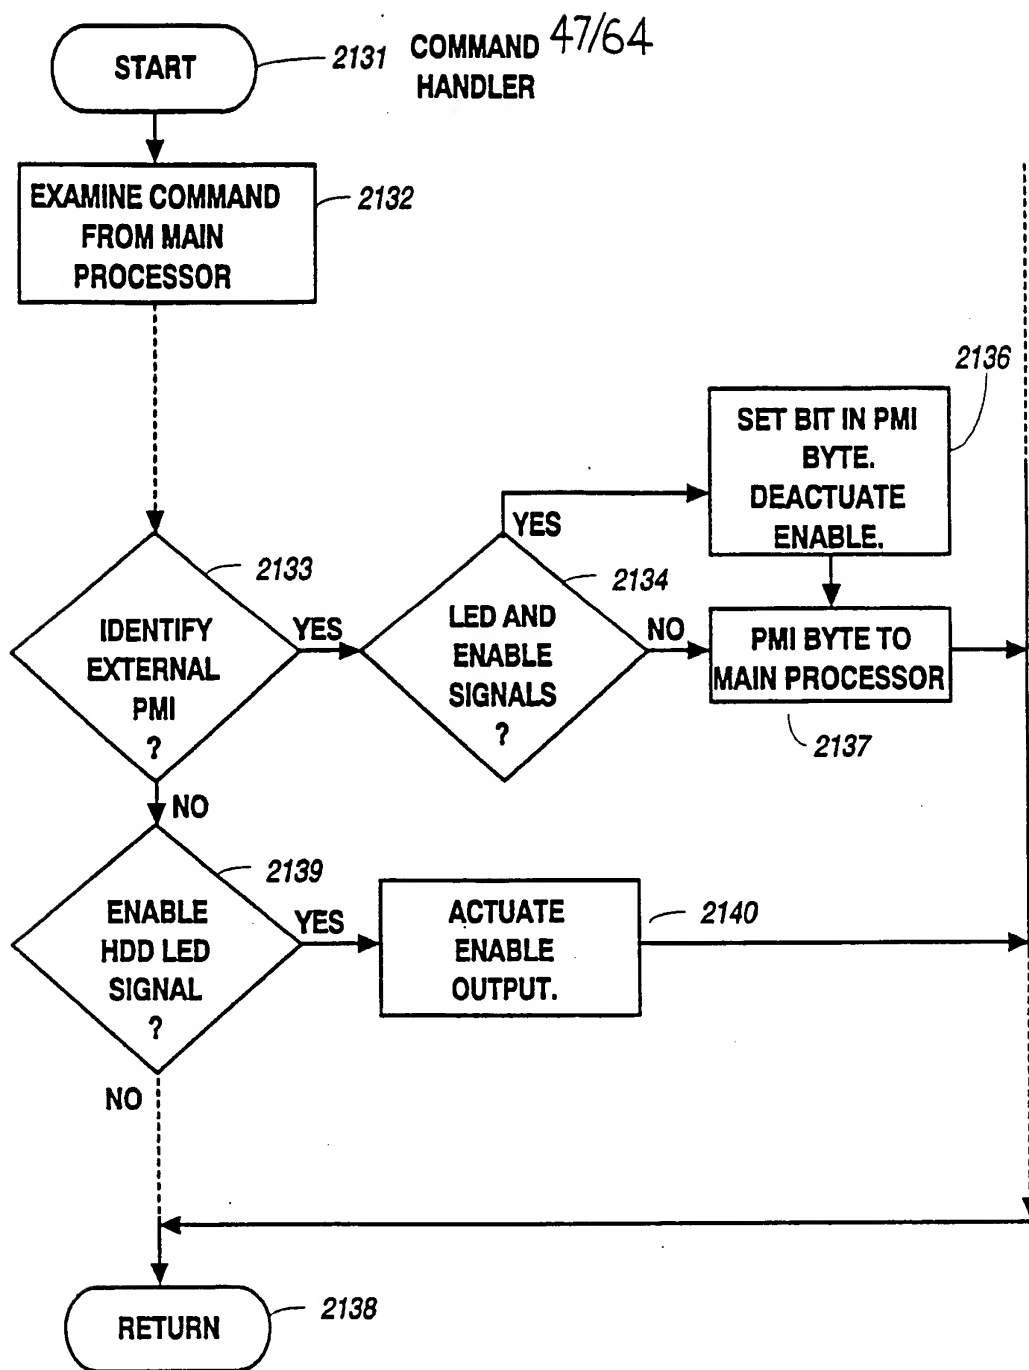 START
2131
COMMAND 47/64
HANDLER
EXAMINE COMMAND
FROM MAIN
PROCESSOR
2132
2136
SET BIT IN PMI
BYTE.
DEACTUATE
ENABLE.
YES
2133
2134
IDENTIFY
EXTERNAL
PMI
?
YES
LED AND
ENABLE
SIGNALS
?
NO
PMI BYTE TO
MAIN PROCESSOR
2137
NO
2139
ENABLE
HDD LED
SIGNAL
?
YES
ACTUATE
ENABLE
OUTPUT.
2140
NO
RETURN
2138